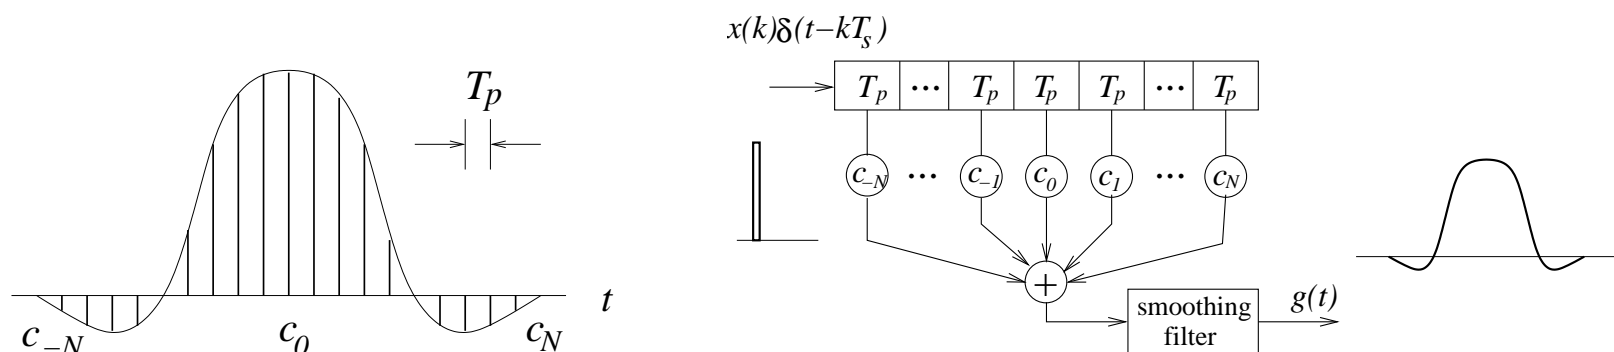 T_p
t
c_{-N} c_0 c_N
x(k)δ(t−kT_s)
T_p ... T_p T_p T_p ... T_p
c_{-N} ... c_{-1} c_0 c_1 ... c_N
+
smoothing
filter
g(t)